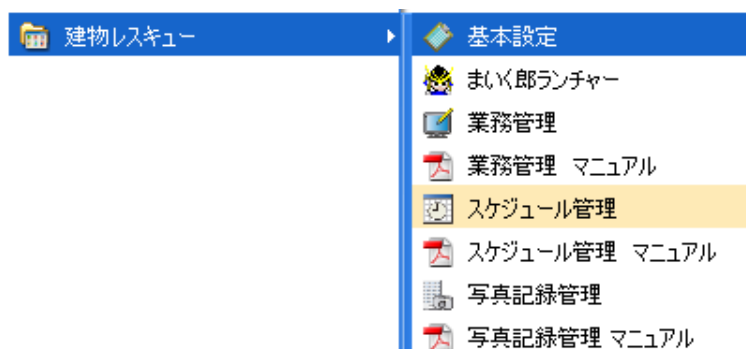 建物レスキュー
基本設定
まいく郎ランチャー
業務管理
業務管理 マニュアル
スケジュール管理
スケジュール管理 マニュアル
写真記録管理
写真記録管理 マニュアル